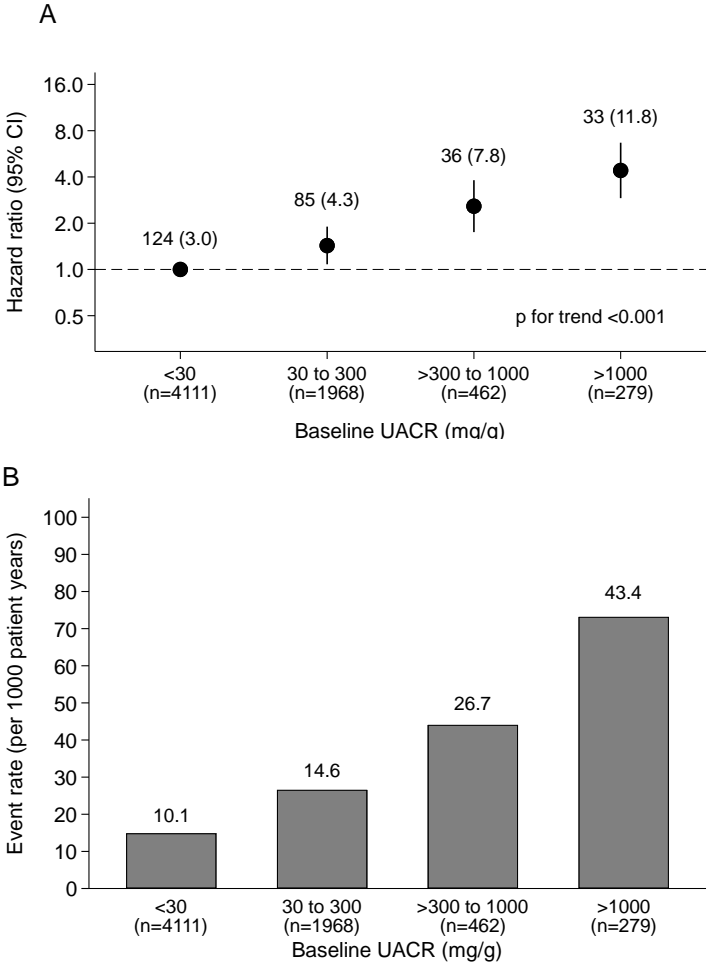 A
Hazard ratio (95% CI)
16.0
8.0
4.0
2.0
1.0
0.5
124 (3.0)
85 (4.3)
36 (7.8)
33 (11.8)
p for trend <0.001
<30
(n=4111)
30 to 300
(n=1968)
>300 to 1000
(n=462)
>1000
(n=279)
Baseline UACR (mg/g)
B
Event rate (per 1000 patient years)
100
90
80
70
60
50
40
30
20
10
0
10.1
14.6
26.7
43.4
<30
(n=4111)
30 to 300
(n=1968)
>300 to 1000
(n=462)
>1000
(n=279)
Baseline UACR (mg/g)